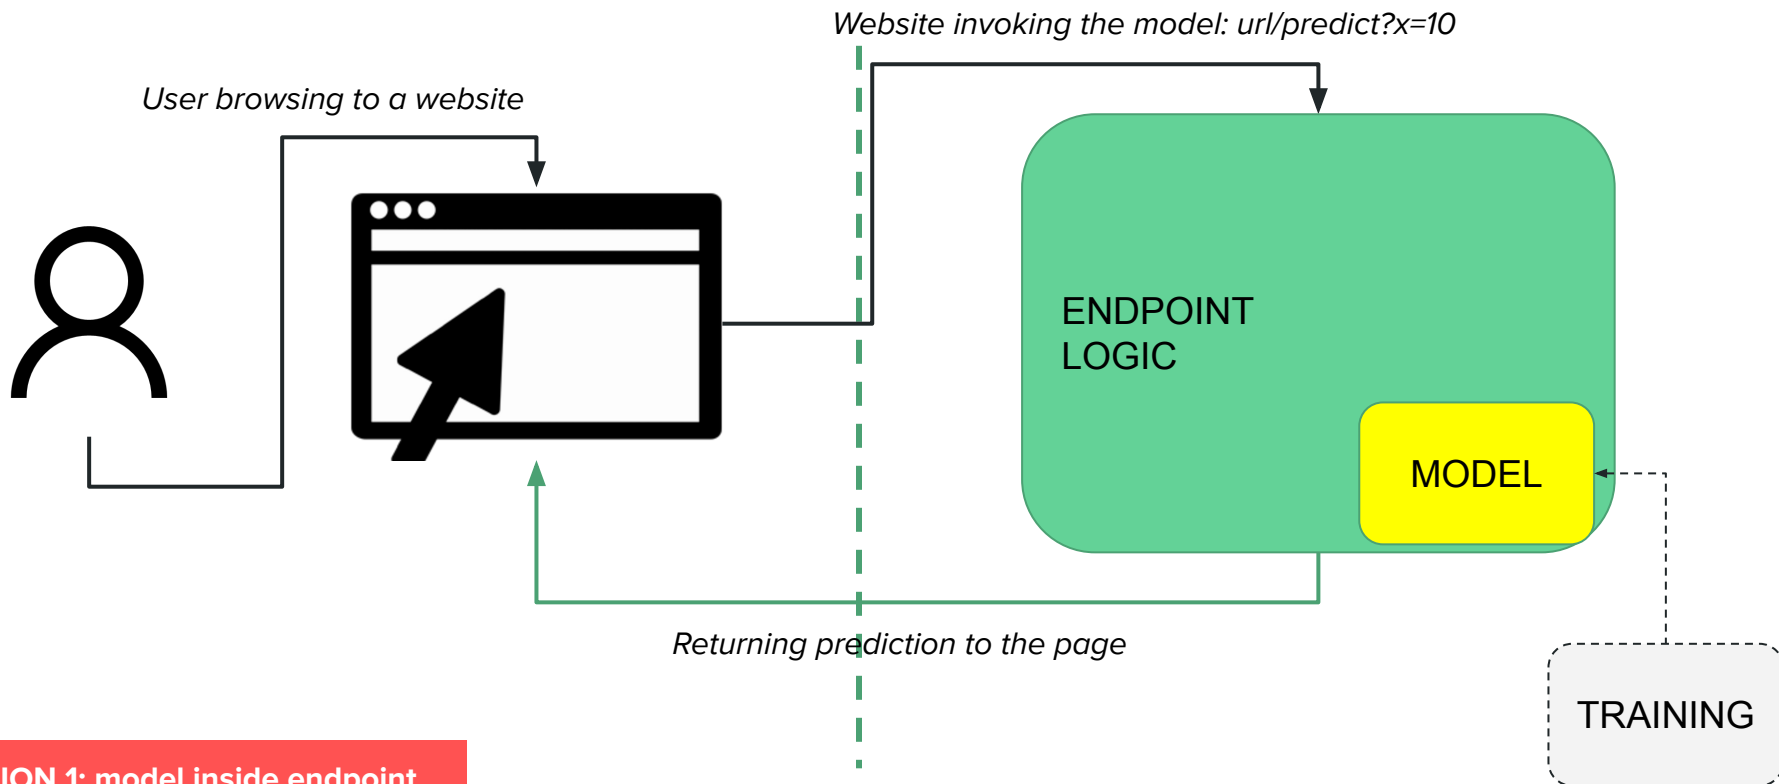 Website invoking the model: url/predict?x=10
User browsing to a website
ENDPOINT
LOGIC
MODEL
Returning prediction to the page
TRAINING
1: model inside endpoint